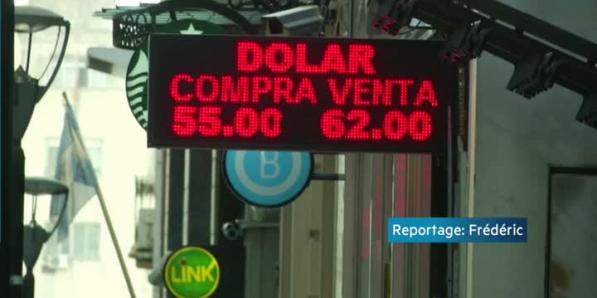 DOLAR
COMPRA VENTA
55.00 62.00
B
Reportage: Frédéric
LINK